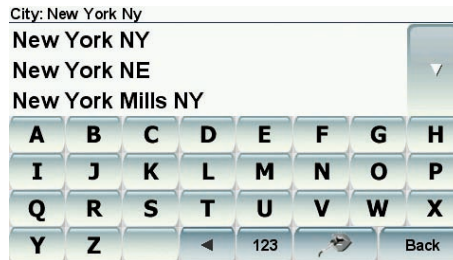 City: New York Ny
New York NY
New York NE
New York Mills NY
A B C D E F G H
I J K L M N O P
Q R S T U V W X
Y Z 123 Back